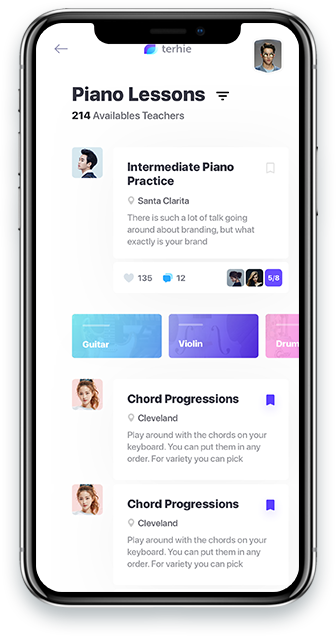 terhie
Piano Lessons
214 Availables Teachers
Intermediate Piano
Practice
Santa Clarita
There is such a lot of talk going
around about branding, but what
exactly is your brand
135
12
5/8
Guitar
Violin
Drum
Chord Progressions
Cleveland
Play around with the chords on your
keyboard. You can put them in any
order. For variety you can pick
Chord Progressions
Cleveland
Play around with the chords on your
keyboard. You can put them in any
order. For variety you can pick